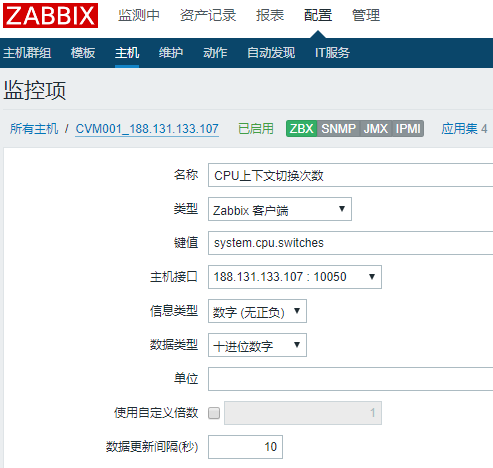 ZABBIX 监测中 资产记录 报表 配置 管理
主机群组 模板 主机 维护 动作 自动发现 IT服务
监控项
所有主机 / CVM001_188.131.133.107 已启用 ZBX SNMP JMX IPMI 应用集 4
名称 CPU上下文切换次数
类型 Zabbix 客户端
键值 system.cpu.switches
主机接口 188.131.133.107 : 10050
信息类型 数字 (无正负)
数据类型 十进位数字
单位
使用自定义倍数 1
数据更新间隔(秒) 10